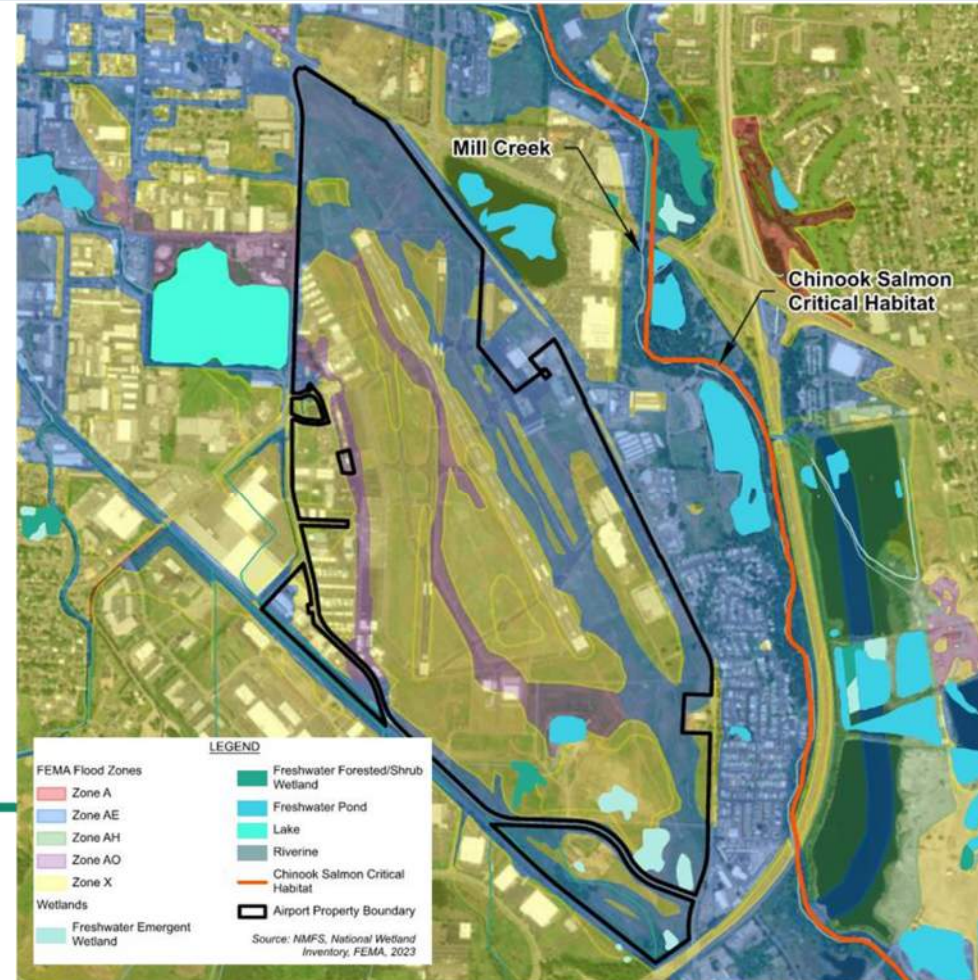 Mill Creek
Chinook Salmon
Critical Habitat
LEGEND
FEMA Flood Zones
Zone A
Zone AE
Zone AH
Zone AO
Zone X
Wetlands
Freshwater Emergent
Wetland
Freshwater Forested/Shrub
Wetland
Freshwater Pond
Lake
Riverine
Chinook Salmon Critical
Habitat
Airport Property Boundary
Source: NMFS, National Wetland
Inventory, FEMA, 2023